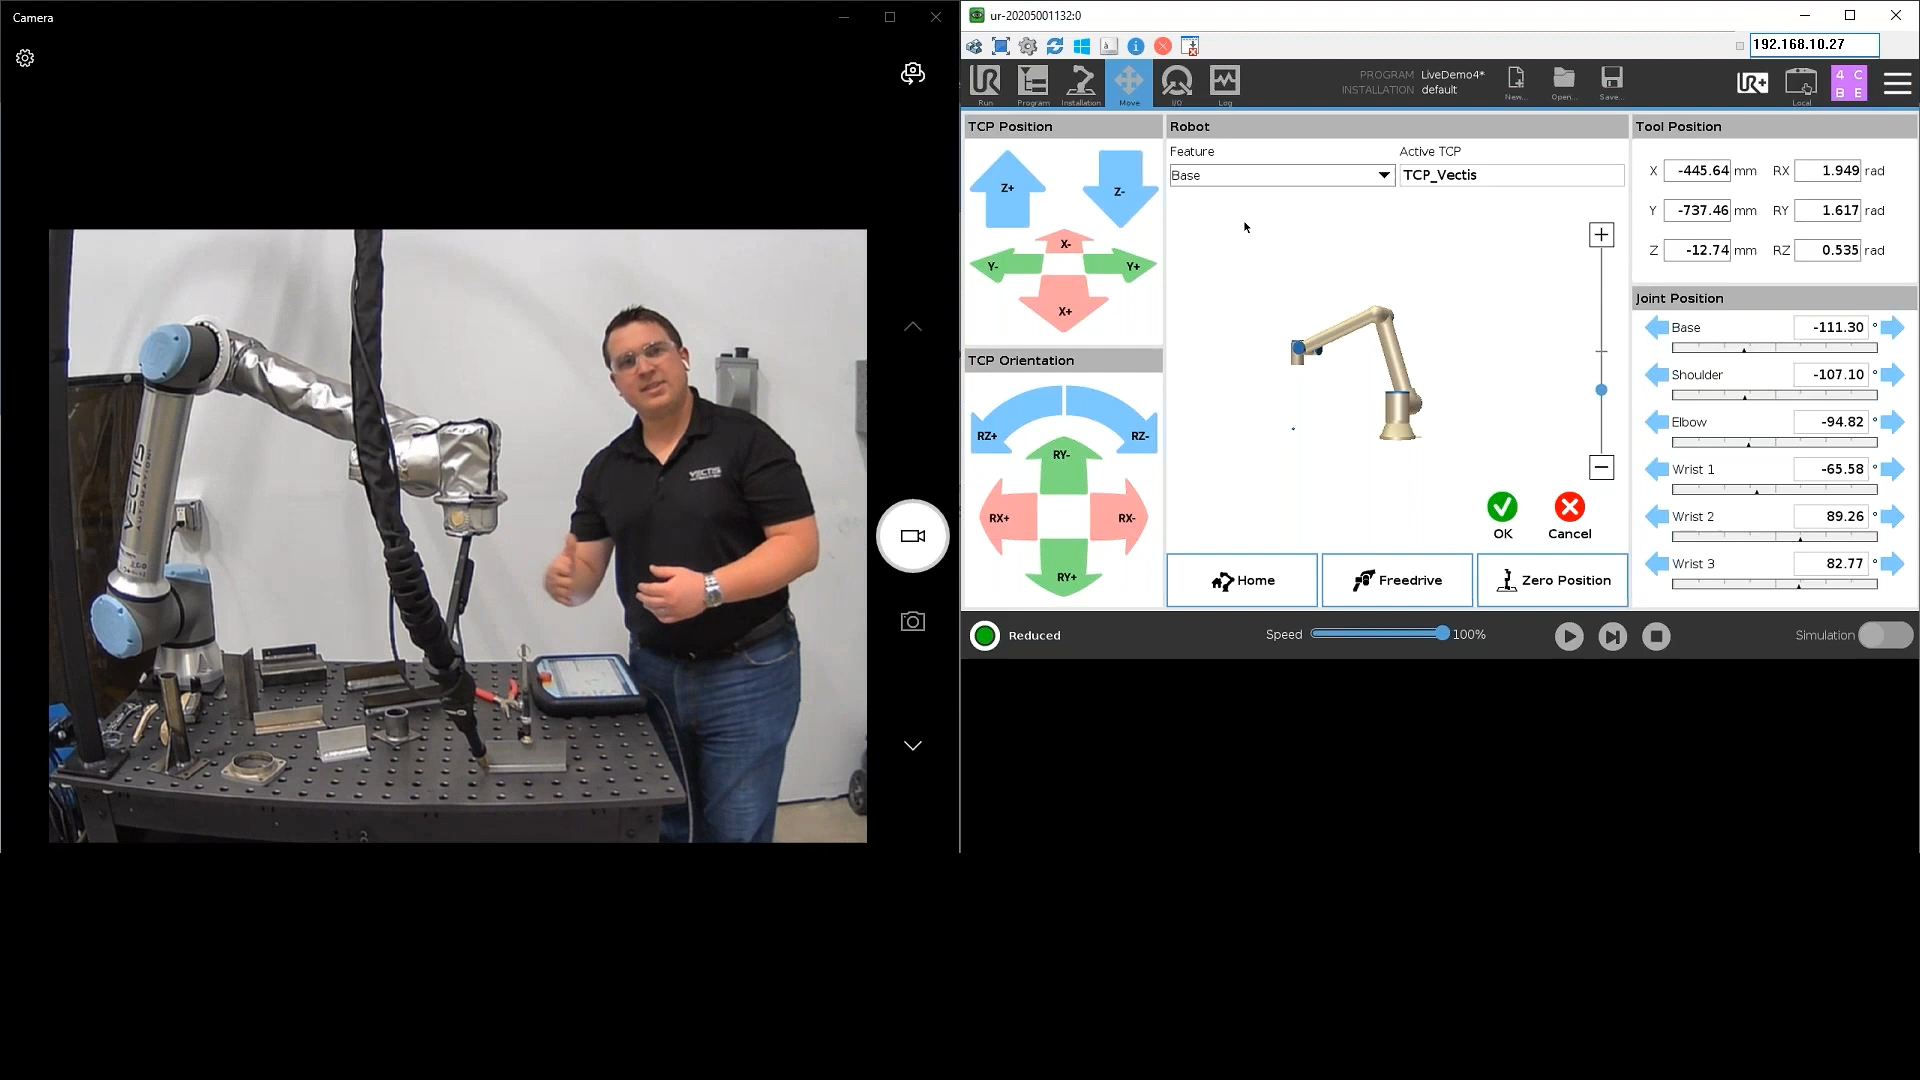 Camera
ur-20205001132:0
192.168.10.27
Run
Program
Installation
Move
I/O
Log
PROGRAM LiveDemo4*
INSTALLATION default
New...
Open...
Save...
UR+
Local
4 C
B E
TCP Position
Z+
Z-
X-
Y-
Y+
X+
TCP Orientation
RZ+
RZ-
RY-
RX+
RX-
RY+
Robot
Feature
Base
Active TCP
TCP_Vectis
+
−
OK
Cancel
Home
Freedrive
Zero Position
Tool Position
X -445.64 mm RX 1.949 rad
Y -737.46 mm RY 1.617 rad
Z -12.74 mm RZ 0.535 rad
Joint Position
Base -111.30 °
Shoulder -107.10 °
Elbow -94.82 °
Wrist 1 -65.58 °
Wrist 2 89.26 °
Wrist 3 82.77 °
Reduced
Speed 100%
Simulation
VECTIS
AUTOMATION
VECTIS